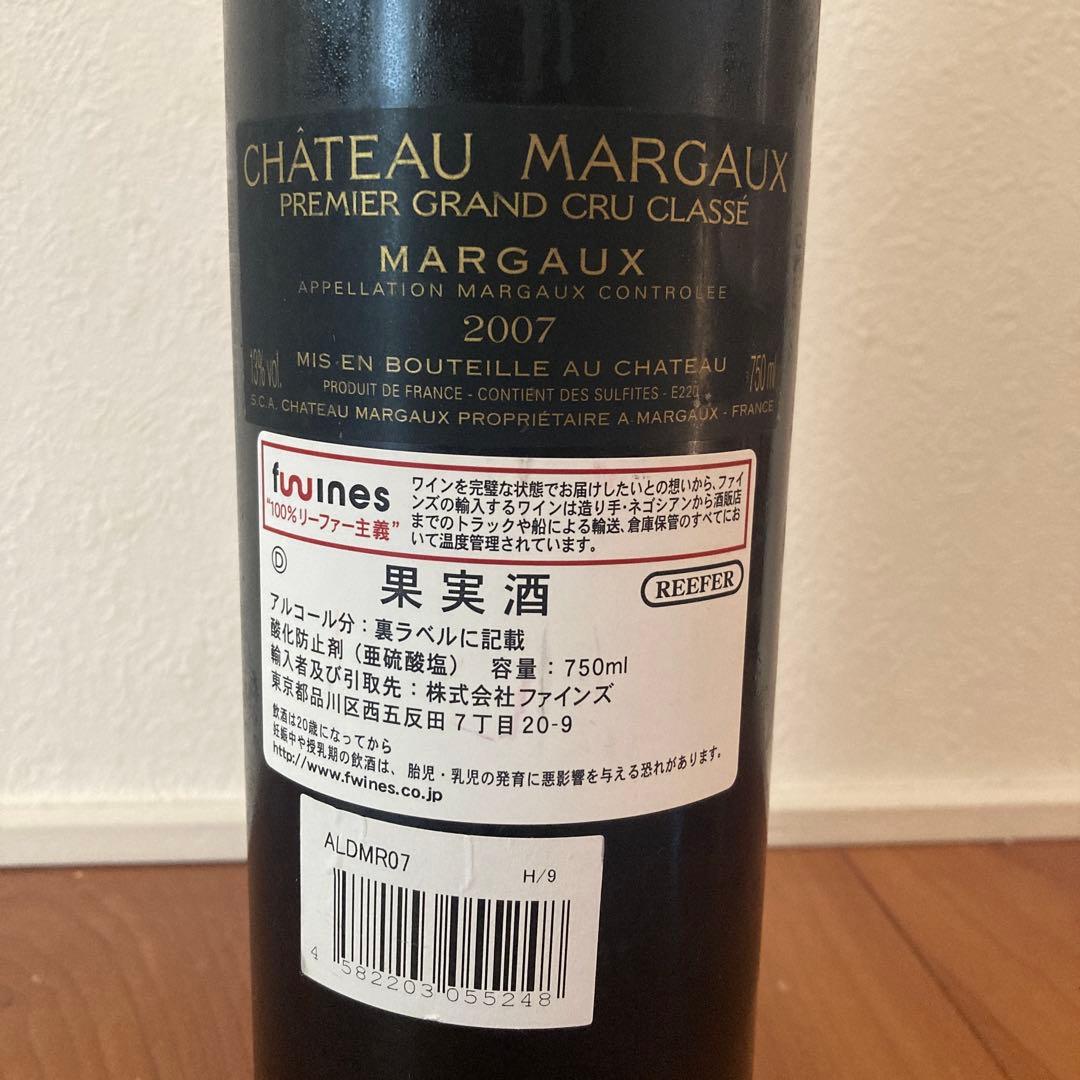 CHÂTEAU MARGAUX
PREMIER GRAND CRU CLASSÉ
MARGAUX
APPELLATION MARGAUX CONTROLÉE
2007
13% vol.
MIS EN BOUTEILLE AU CHATEAU
750 ml
PRODUIT DE FRANCE - CONTIENT DES SULFITES - E220
S.C.A. CHATEAU MARGAUX PROPRIÉTAIRE A MARGAUX - FRANCE
fwines
"100%リーファー主義"
ワインを完璧な状態でお届けしたいとの想いから、ファイ
ンズの輸入するワインは造り手・ネゴシアンから酒販店
までのトラックや船による輸送、倉庫保管のすべてにお
いて温度管理されています。
D
果実酒
REEFER
アルコール分：裏ラベルに記載
酸化防止剤（亜硫酸塩） 容量：750ml
輸入者及び引取先：株式会社ファインズ
東京都品川区西五反田7丁目20-9
飲酒は20歳になってから
妊娠中や授乳期の飲酒は、胎児・乳児の発育に悪影響を与える恐れがあります。
http://www.fwines.co.jp
ALDMR07
H/9
4 582203 055248